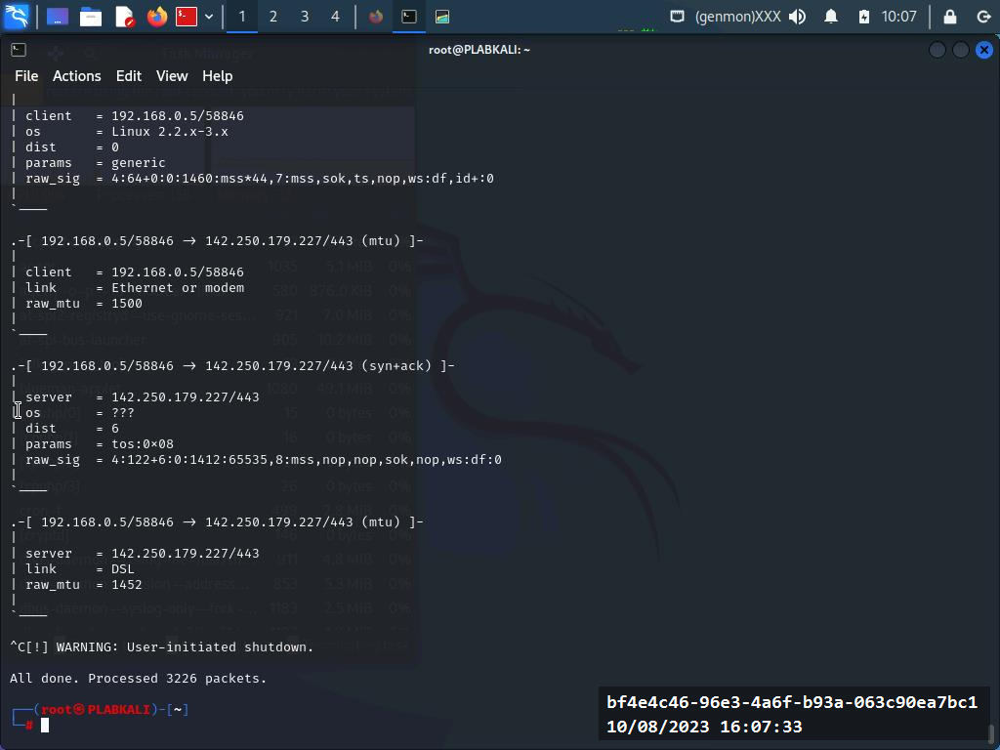 1 2 3 4 (genmon)XXX 10:07
root@PLABKALI: ~
File Actions Edit View Help
|
| client   = 192.168.0.5/58846
| os       = Linux 2.2.x-3.x
| dist     = 0
| params   = generic
| raw_sig  = 4:64+0:0:1460:mss*44,7:mss,sok,ts,nop,ws:df,id+:0
|
`____
.-[ 192.168.0.5/58846 → 142.250.179.227/443 (mtu) ]-
|
| client   = 192.168.0.5/58846
| link     = Ethernet or modem
| raw_mtu  = 1500
|
`____
.-[ 192.168.0.5/58846 → 142.250.179.227/443 (syn+ack) ]-
|
| server   = 142.250.179.227/443
| os       = ???
| dist     = 6
| params   = tos:0×08
| raw_sig  = 4:122+6:0:1412:65535,8:mss,nop,nop,sok,nop,ws:df:0
|
`____
.-[ 192.168.0.5/58846 → 142.250.179.227/443 (mtu) ]-
|
| server   = 142.250.179.227/443
| link     = DSL
| raw_mtu  = 1452
|
`____
^C[!] WARNING: User-initiated shutdown.
All done. Processed 3226 packets.
┌──(root㉿PLABKALI)-[~]
└─#
bf4e4c46-96e3-4a6f-b93a-063c90ea7bc1
10/08/2023 16:07:33